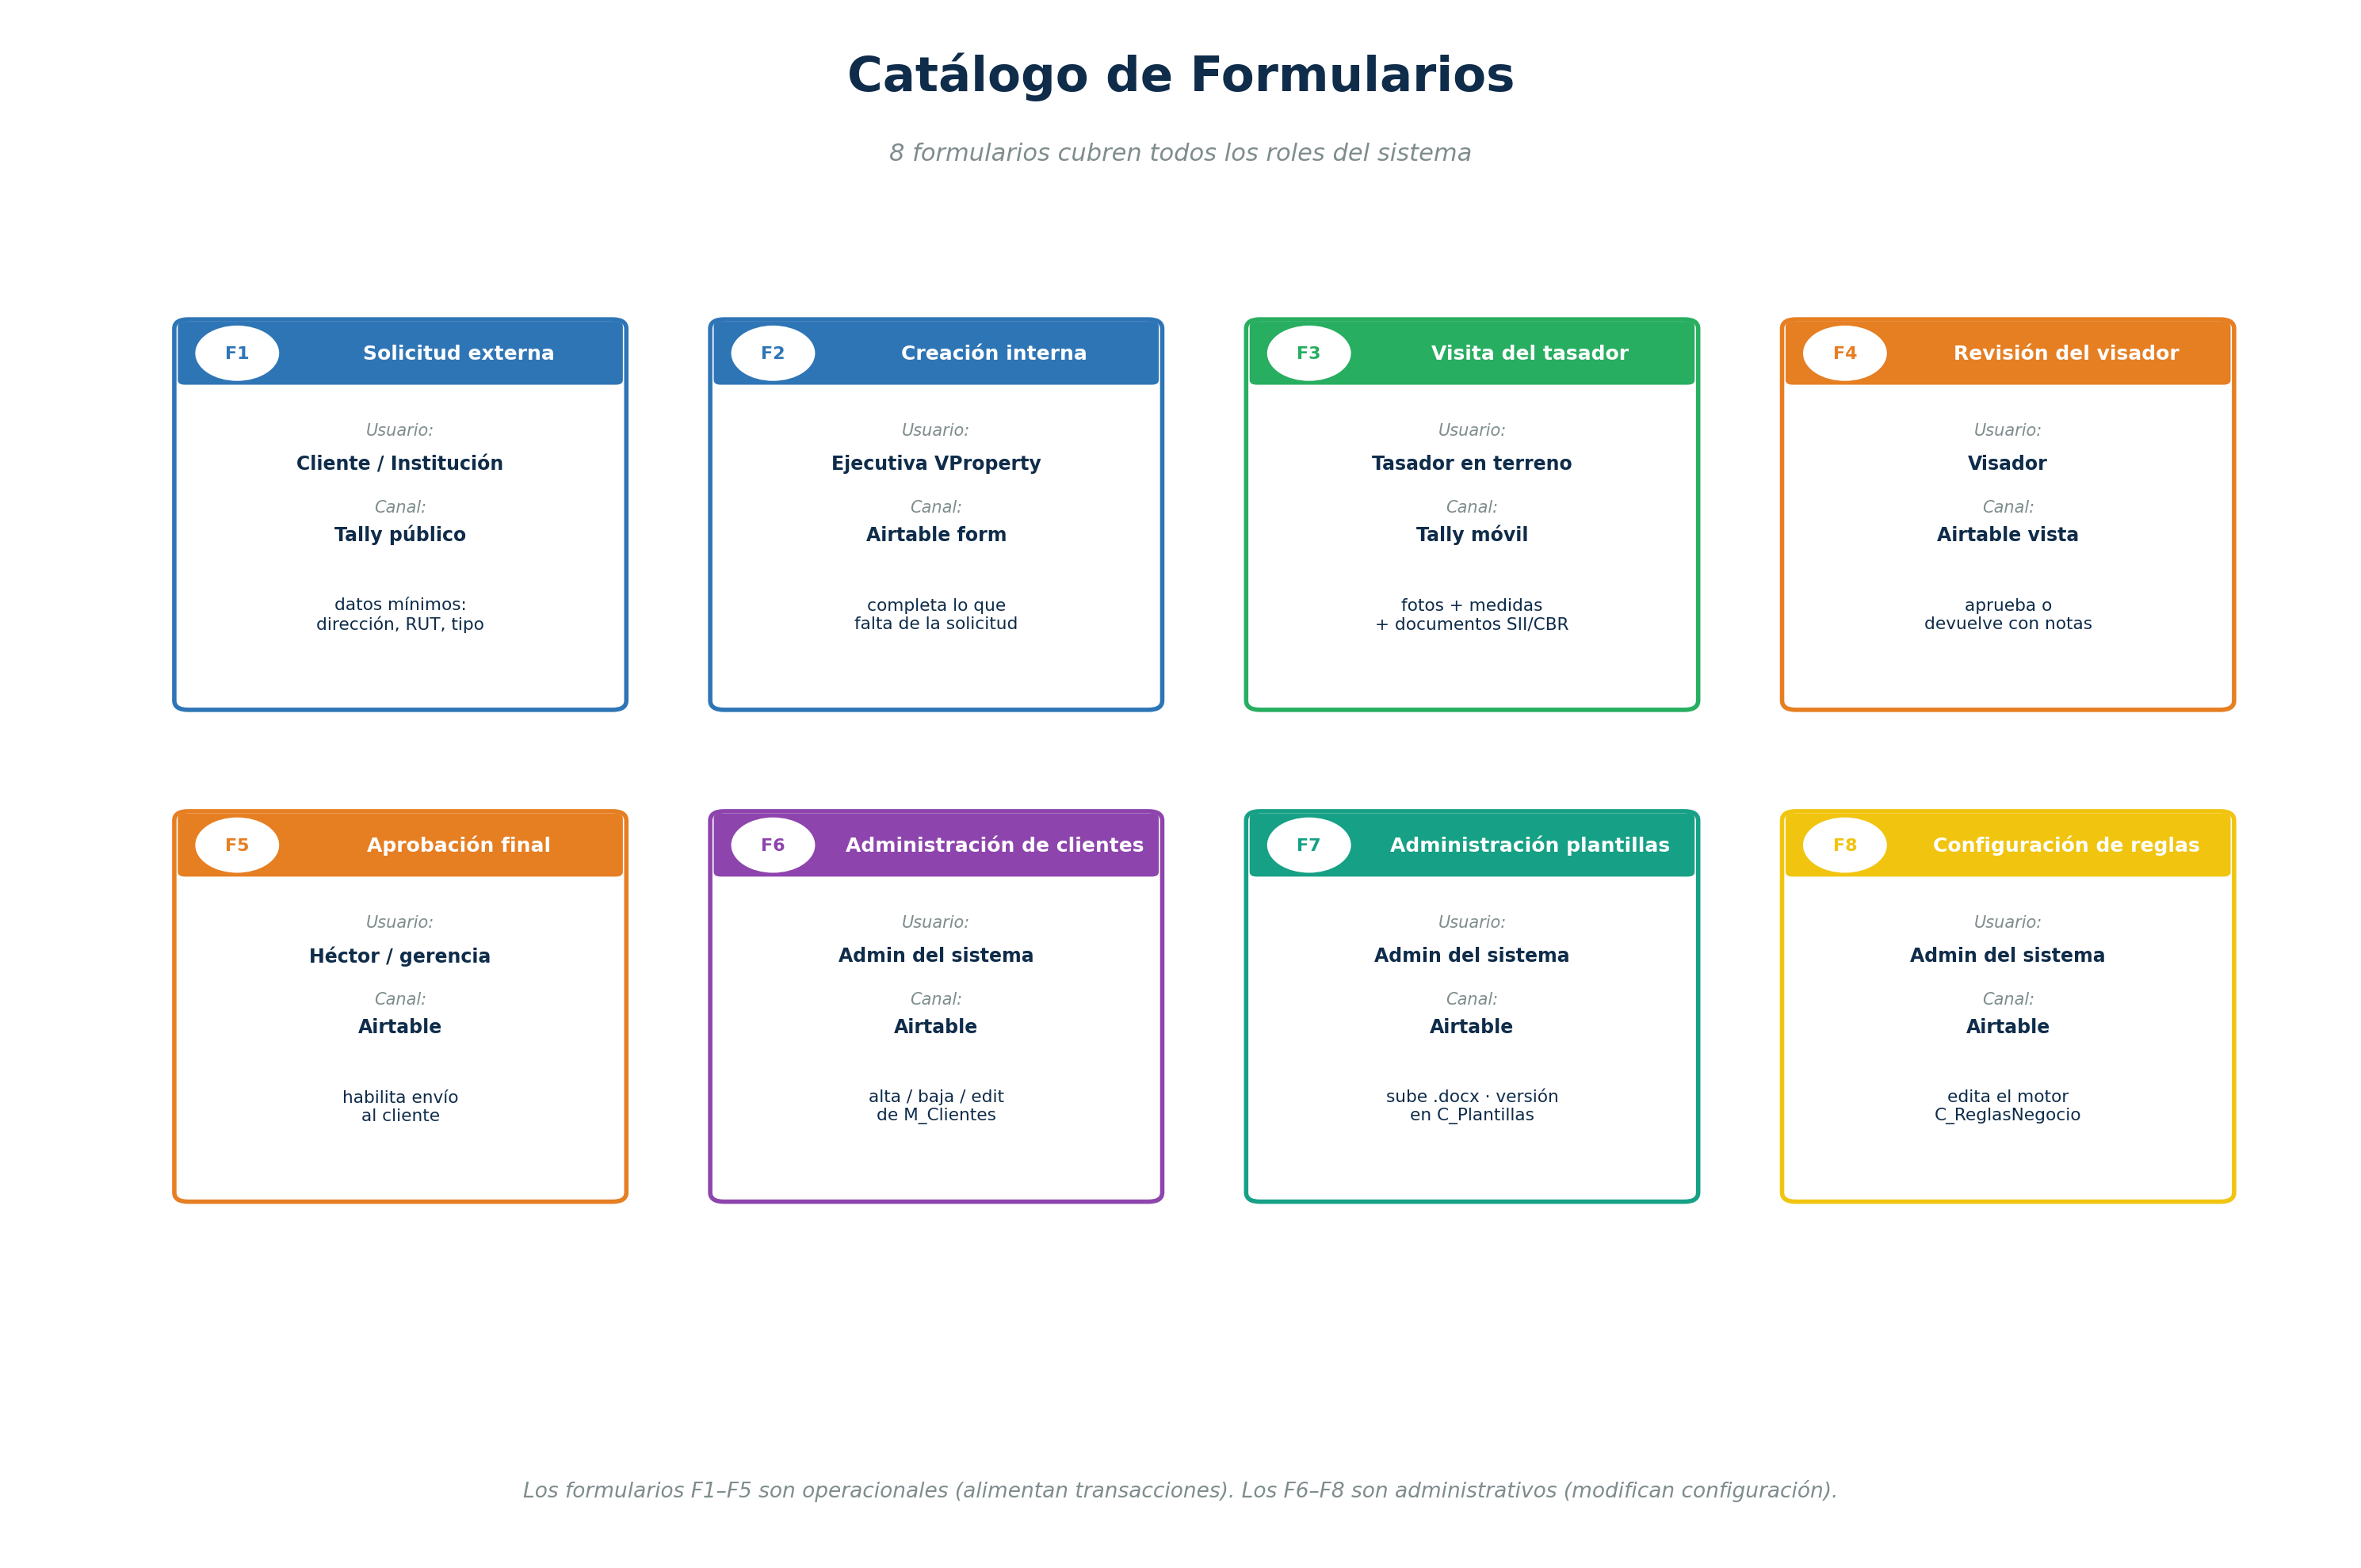 Catálogo de Formularios
8 formularios cubren todos los roles del sistema
F1
Solicitud externa
Usuario:
Cliente / Institución
Canal:
Tally público
datos mínimos:
dirección, RUT, tipo
F2
Creación interna
Usuario:
Ejecutiva VProperty
Canal:
Airtable form
completa lo que
falta de la solicitud
F3
Visita del tasador
Usuario:
Tasador en terreno
Canal:
Tally móvil
fotos + medidas
+ documentos SII/CBR
F4
Revisión del visador
Usuario:
Visador
Canal:
Airtable vista
aprueba o
devuelve con notas
F5
Aprobación final
Usuario:
Héctor / gerencia
Canal:
Airtable
habilita envío
al cliente
F6
Administración de clientes
Usuario:
Admin del sistema
Canal:
Airtable
alta / baja / edit
de M_Clientes
F7
Administración plantillas
Usuario:
Admin del sistema
Canal:
Airtable
sube .docx · versión
en C_Plantillas
F8
Configuración de reglas
Usuario:
Admin del sistema
Canal:
Airtable
edita el motor
C_ReglasNegocio
Los formularios F1–F5 son operacionales (alimentan transacciones). Los F6–F8 son administrativos (modifican configuración).